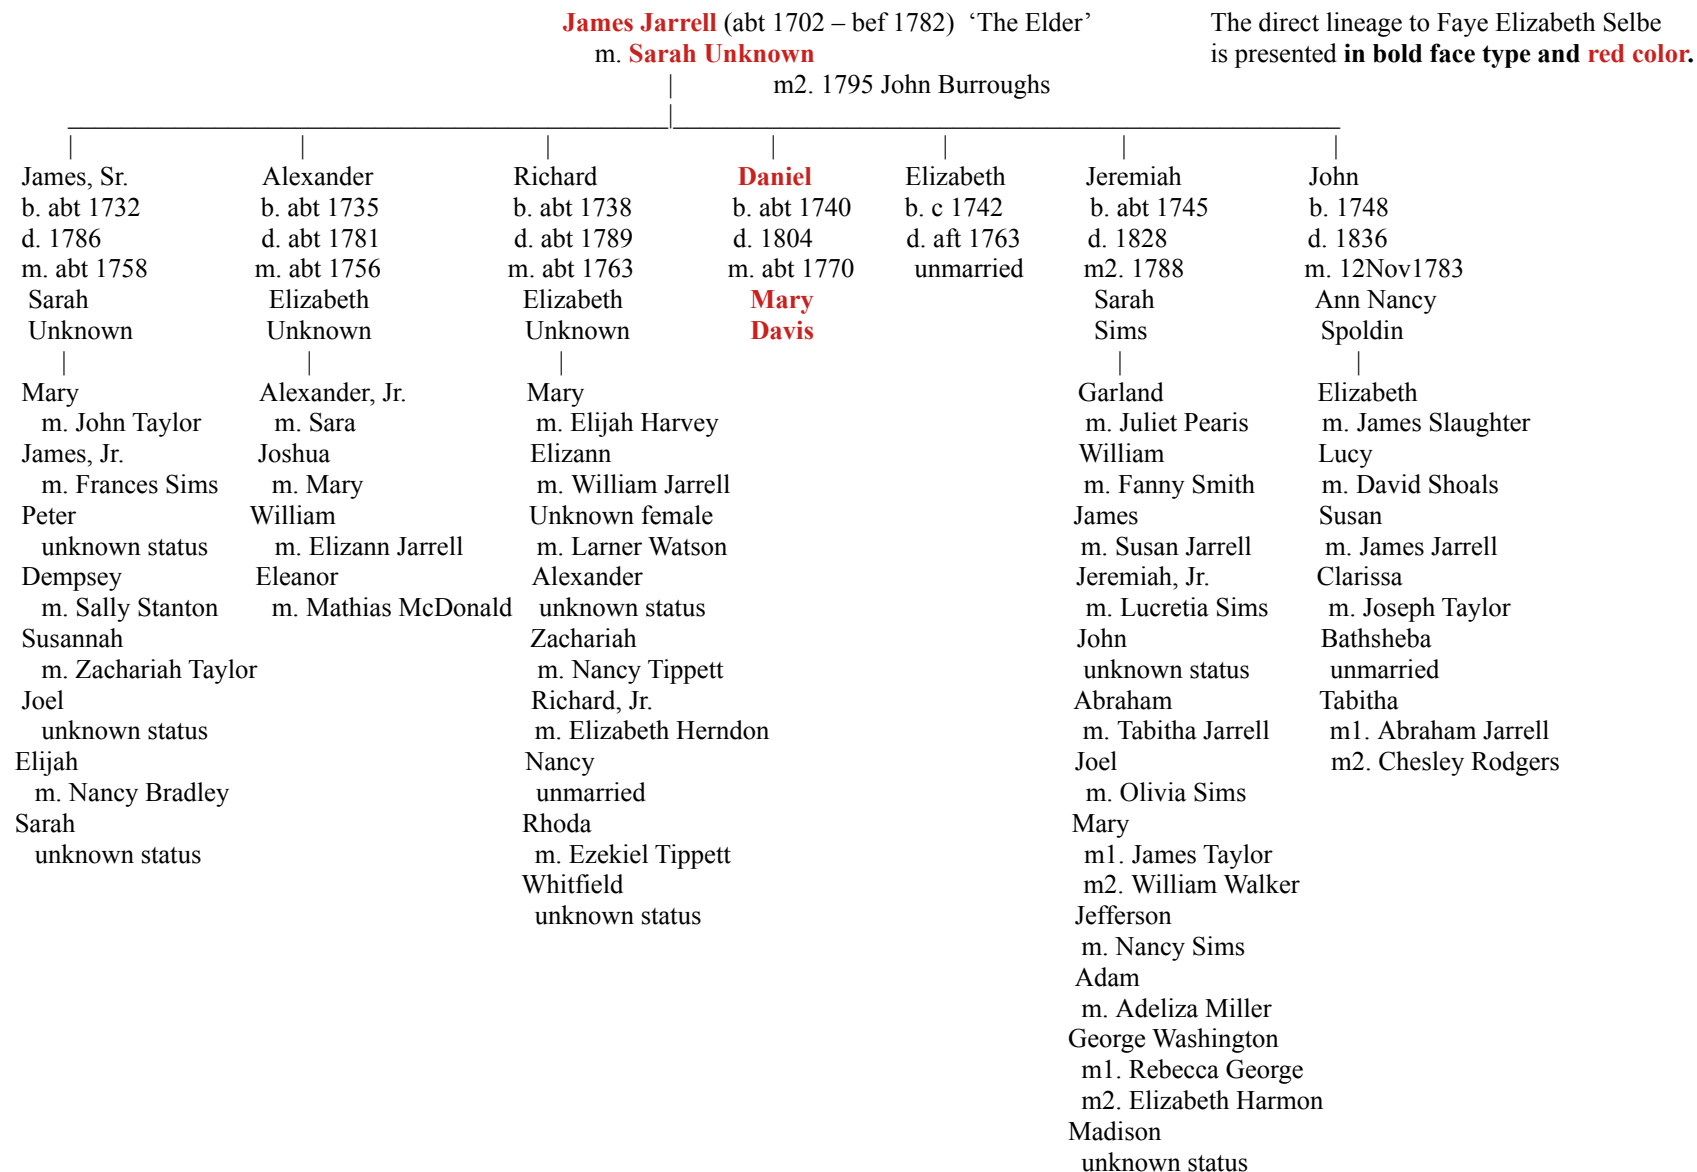 James Jarrell (abt 1702 – bef 1782) ‘The Elder’
m. Sarah Unknown
m2. 1795 John Burroughs
The direct lineage to Faye Elizabeth Selbe
is presented in bold face type and red color.
James, Sr.
b. abt 1732
d. 1786
m. abt 1758
Sarah
Unknown
Mary
m. John Taylor
James, Jr.
m. Frances Sims
Peter
unknown status
Dempsey
m. Sally Stanton
Susannah
m. Zachariah Taylor
Joel
unknown status
Elijah
m. Nancy Bradley
Sarah
unknown status
Alexander
b. abt 1735
d. abt 1781
m. abt 1756
Elizabeth
Unknown
Alexander, Jr.
m. Sara
Joshua
m. Mary
William
m. Elizann Jarrell
Eleanor
m. Mathias McDonald
Richard
b. abt 1738
d. abt 1789
m. abt 1763
Elizabeth
Unknown
Mary
m. Elijah Harvey
Elizann
m. William Jarrell
Unknown female
m. Larner Watson
Alexander
unknown status
Zachariah
m. Nancy Tippett
Richard, Jr.
m. Elizabeth Herndon
Nancy
unmarried
Rhoda
m. Ezekiel Tippett
Whitfield
unknown status
Daniel
b. abt 1740
d. 1804
m. abt 1770
Mary
Davis
Elizabeth
b. c 1742
d. aft 1763
unmarried
Jeremiah
b. abt 1745
d. 1828
m2. 1788
Sarah
Sims
Garland
m. Juliet Pearis
William
m. Fanny Smith
James
m. Susan Jarrell
Jeremiah, Jr.
m. Lucretia Sims
John
unknown status
Abraham
m. Tabitha Jarrell
Joel
m. Olivia Sims
Mary
m1. James Taylor
m2. William Walker
Jefferson
m. Nancy Sims
Adam
m. Adeliza Miller
George Washington
m1. Rebecca George
m2. Elizabeth Harmon
Madison
unknown status
John
b. 1748
d. 1836
m. 12Nov1783
Ann Nancy
Spoldin
Elizabeth
m. James Slaughter
Lucy
m. David Shoals
Susan
m. James Jarrell
Clarissa
m. Joseph Taylor
Bathsheba
unmarried
Tabitha
m1. Abraham Jarrell
m2. Chesley Rodgers